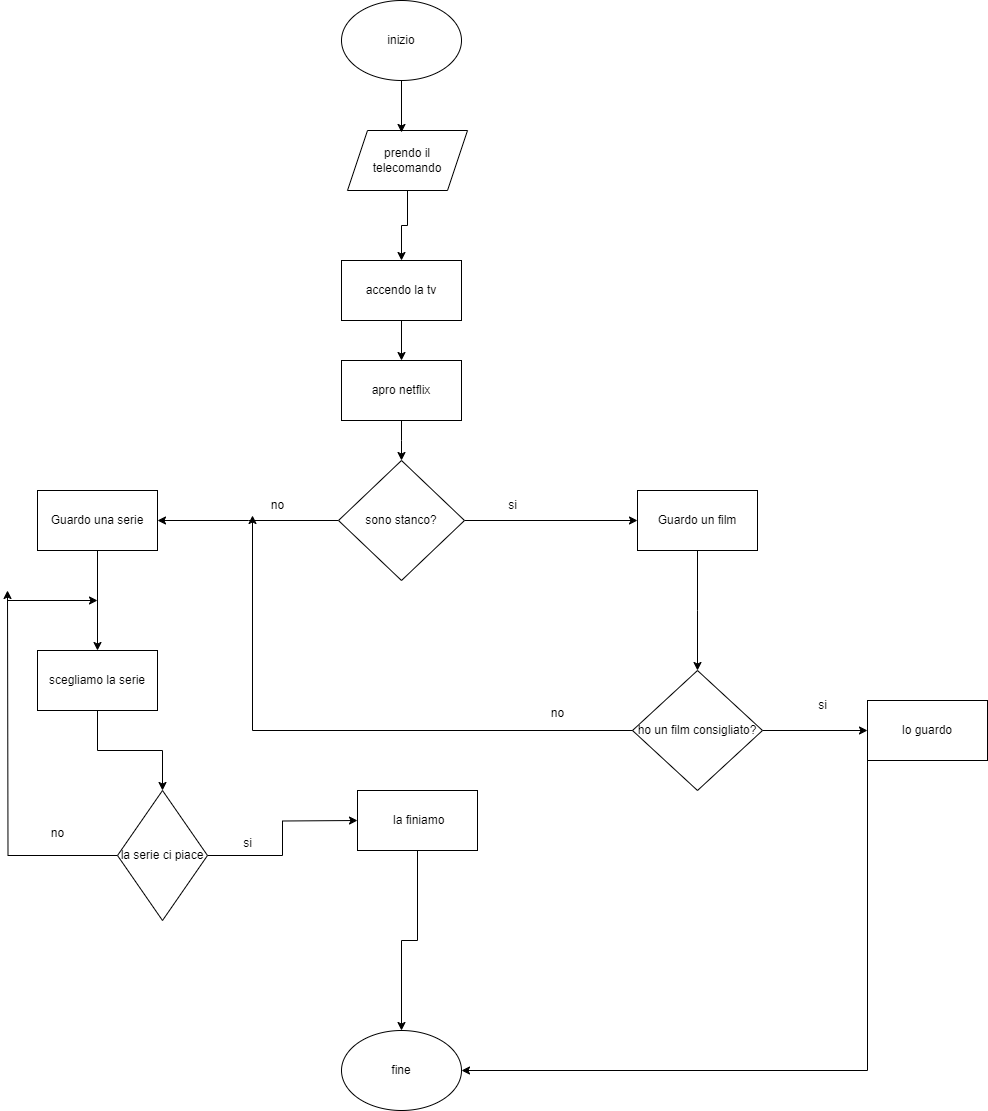 inizio
prendo il
telecomando
accendo la tv
apro netflix
no
si
Guardo una serie
sono stanco?
Guardo un film
scegliamo la serie
no
si
ho un film consigliato?
lo guardo
no
la serie ci piace
si
la finiamo
fine